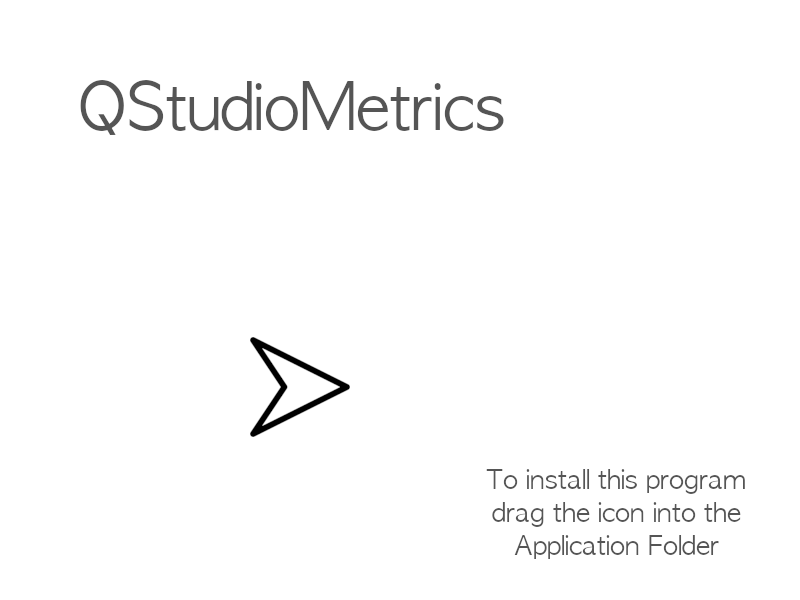 QStudioMetrics
To install this program
drag the icon into the
Application Folder